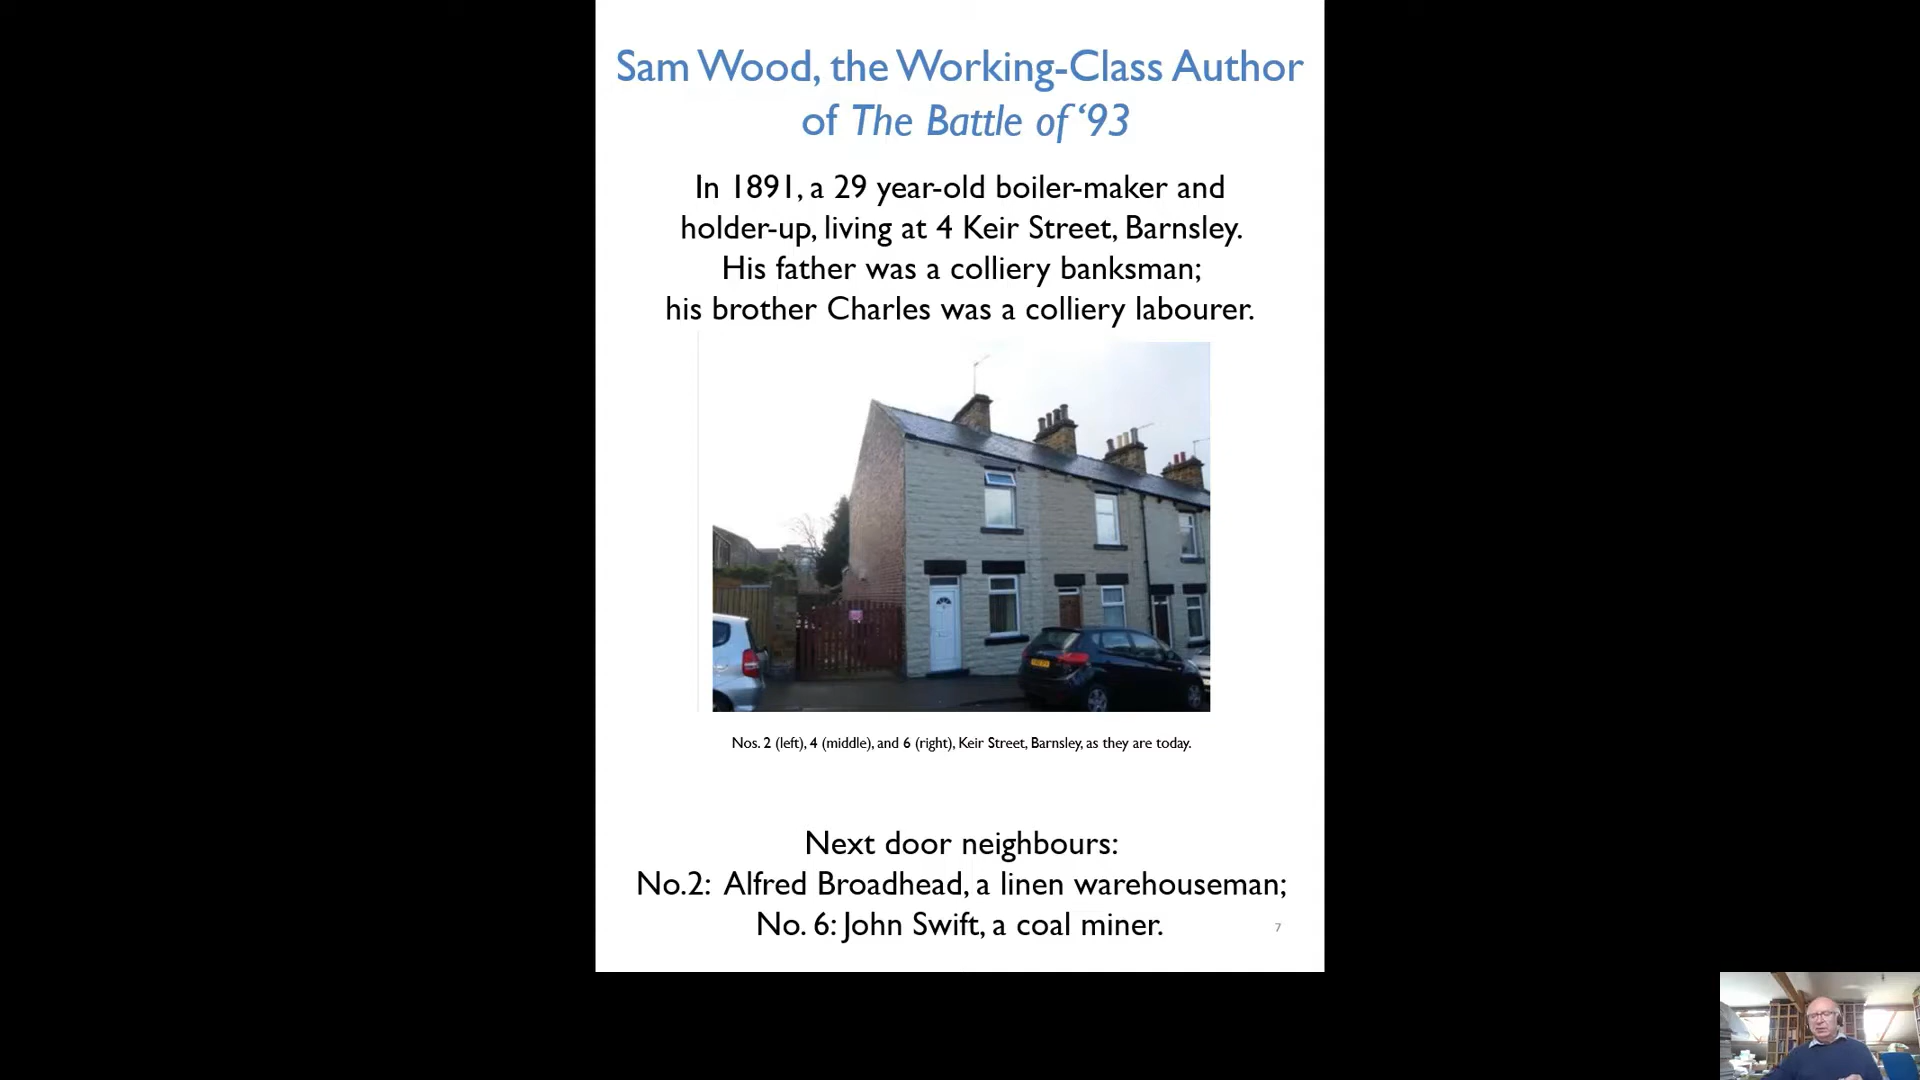 Sam Wood, the Working-Class Author
of The Battle of ‘93
In 1891, a 29 year-old boiler-maker and
holder-up, living at 4 Keir Street, Barnsley.
His father was a colliery banksman;
his brother Charles was a colliery labourer.
Nos. 2 (left), 4 (middle), and 6 (right), Keir Street, Barnsley, as they are today.
Next door neighbours:
No.2: Alfred Broadhead, a linen warehouseman;
No. 6: John Swift, a coal miner.
7